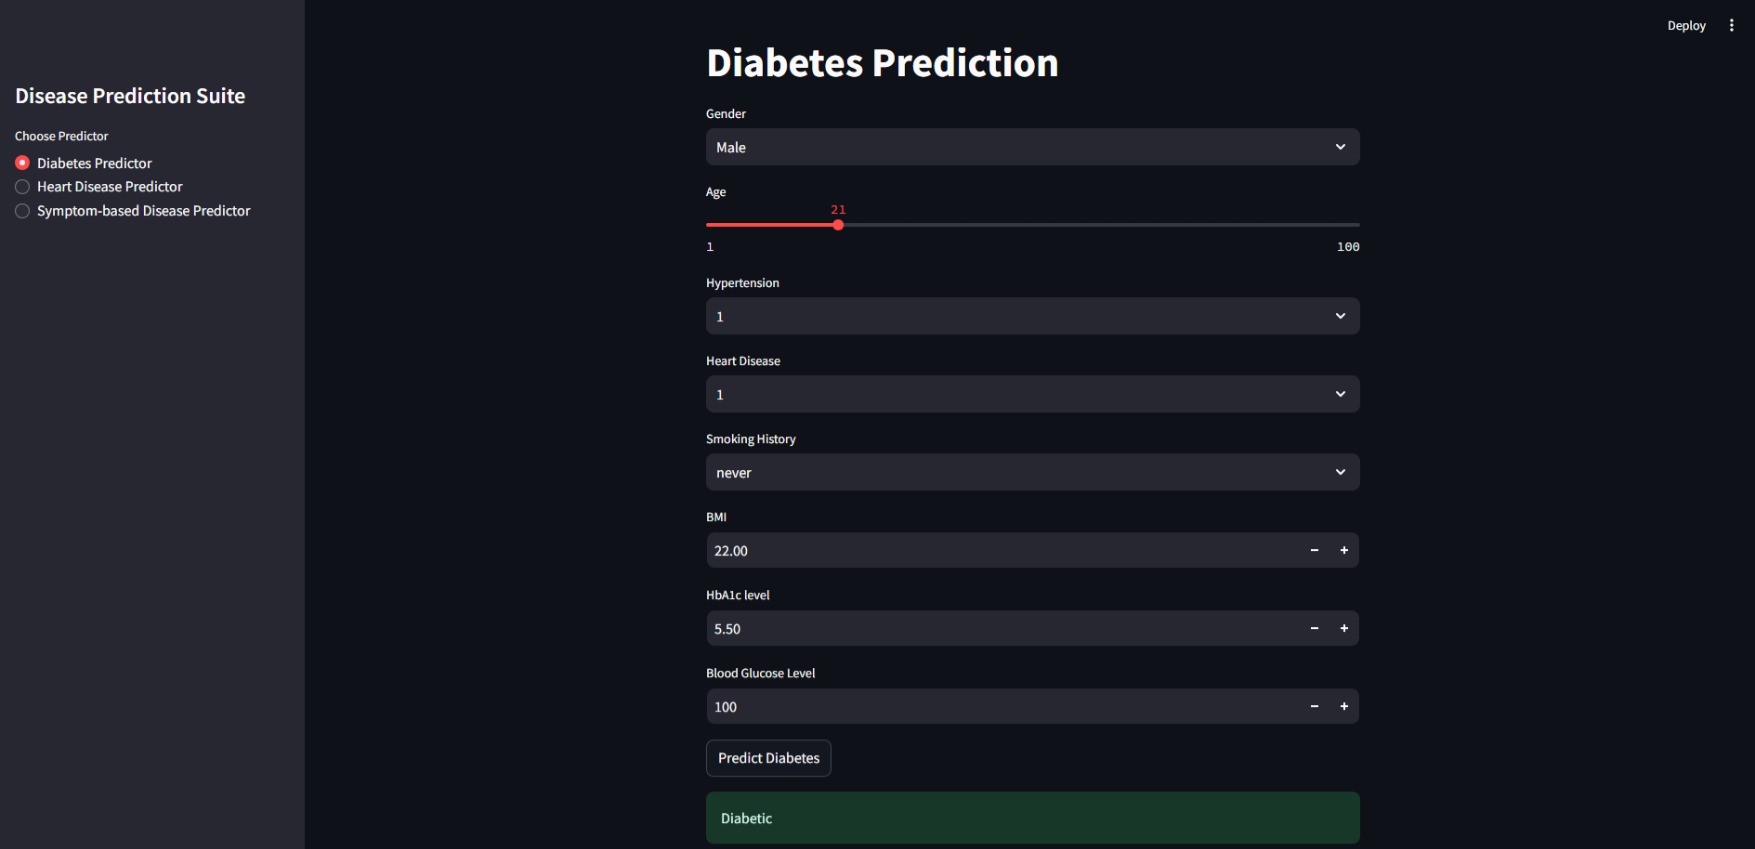 Deploy
Disease Prediction Suite
Choose Predictor
Diabetes Predictor
Heart Disease Predictor
Symptom-based Disease Predictor
Diabetes Prediction
Gender
Male
Age
21
1 100
Hypertension
1
Heart Disease
1
Smoking History
never
BMI
22.00
HbA1c level
5.50
Blood Glucose Level
100
Predict Diabetes
Diabetic